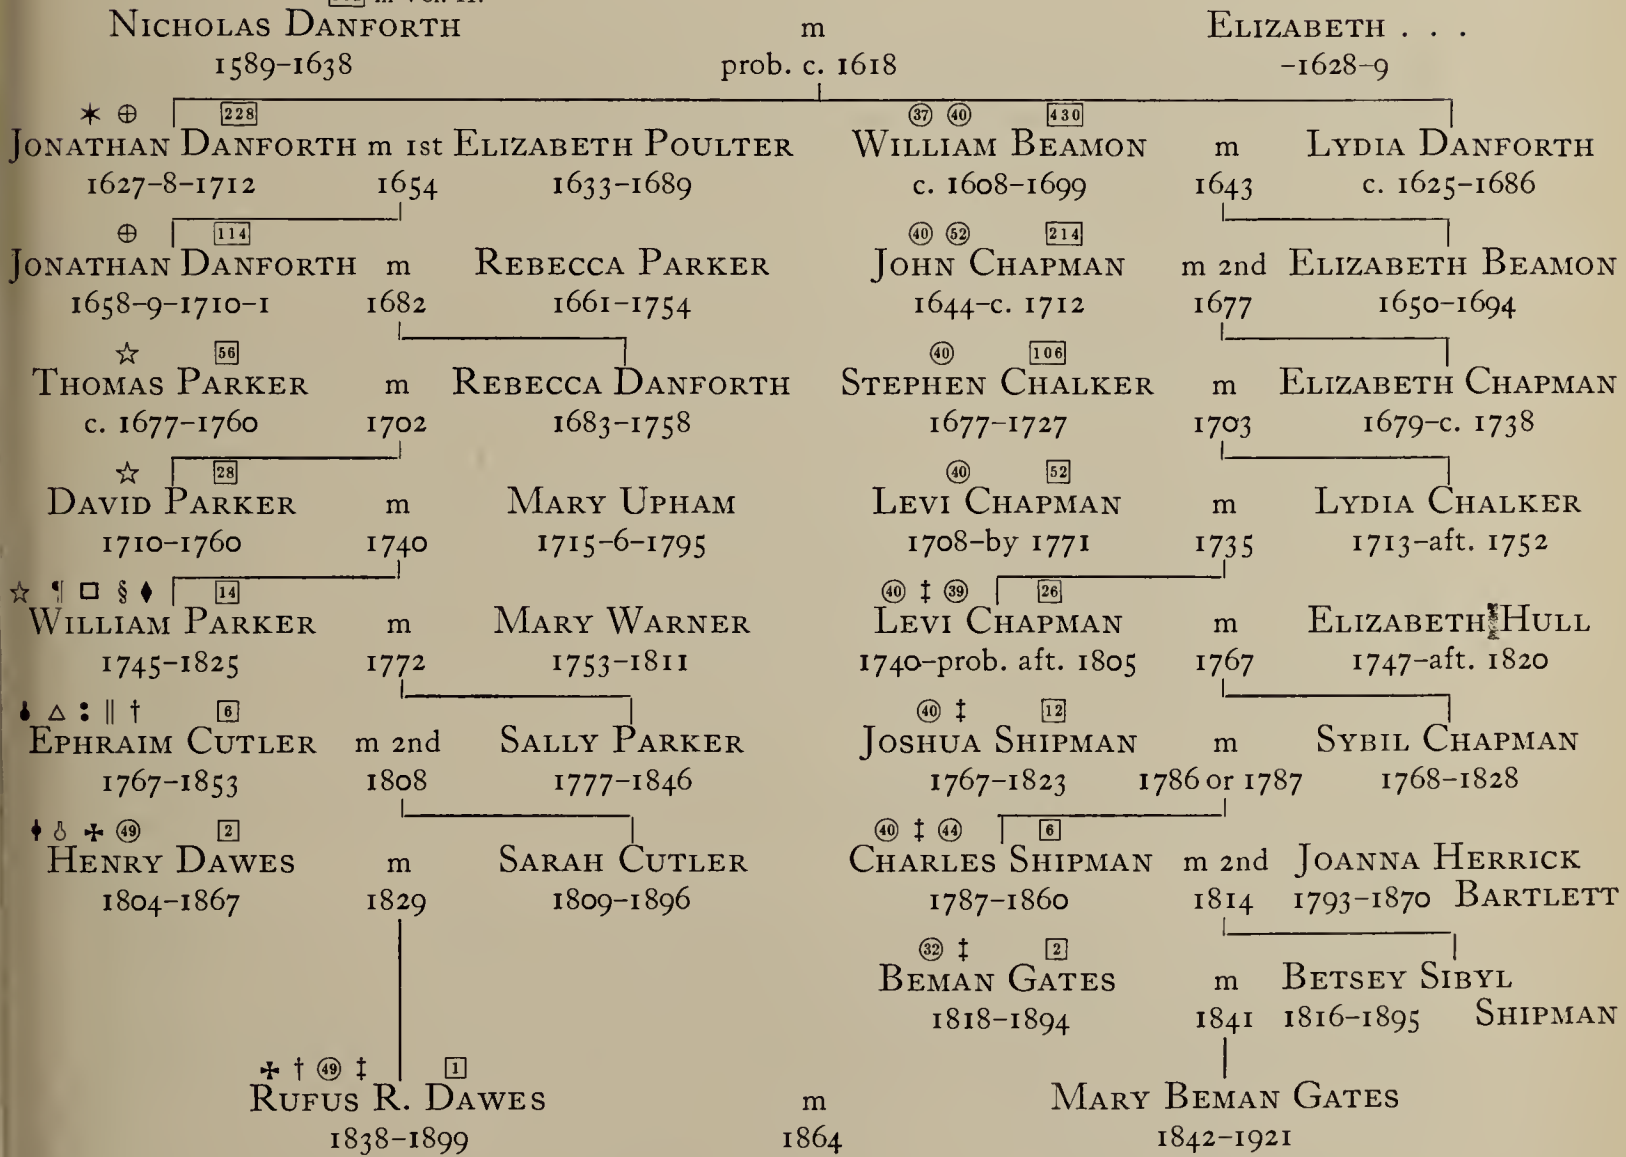 in Vol. II.
NICHOLAS DANFORTH m ELIZABETH . . .
1589–1638 prob. c. 1618 –1628–9
✶ ⊕ 228 ㊲ ㊵ 430
JONATHAN DANFORTH m 1st ELIZABETH POULTER WILLIAM BEAMON m LYDIA DANFORTH
1627–8–1712 1654 1633–1689 c. 1608–1699 1643 c. 1625–1686
⊕ 114 ㊵ 52 214
JONATHAN DANFORTH m REBECCA PARKER JOHN CHAPMAN m 2nd ELIZABETH BEAMON
1658–9–1710–1 1682 1661–1754 1644–c. 1712 1677 1650–1694
☆ 56 ㊵ 106
THOMAS PARKER m REBECCA DANFORTH STEPHEN CHALKER m ELIZABETH CHAPMAN
c. 1677–1760 1702 1683–1758 1677–1727 1703 1679–c. 1738
☆ 28 ㊵ 52
DAVID PARKER m MARY UPHAM LEVI CHAPMAN m LYDIA CHALKER
1710–1760 1740 1715–6–1795 1708–by 1771 1735 1713–aft. 1752
☆ ¶ □ § ♦ 14 ㊵ ‡ ㊴ 26
WILLIAM PARKER m MARY WARNER LEVI CHAPMAN m ELIZABETH HULL
1745–1825 1772 1753–1811 1740–prob. aft. 1805 1767 1747–aft. 1820
△ : ‖ † 6 ㊵ ‡ 12
EPHRAIM CUTLER m 2nd SALLY PARKER JOSHUA SHIPMAN m SYBIL CHAPMAN
1767–1853 1808 1777–1846 1767–1823 1786 or 1787 1768–1828
✠ ㊾ 2 ㊵ ‡ ㊹ 6
HENRY DAWES m SARAH CUTLER CHARLES SHIPMAN m 2nd JOANNA HERRICK
1804–1867 1829 1809–1896 1787–1860 1814 1793–1870 BARTLETT
㉜ ‡ 2
BEMAN GATES m BETSEY SIBYL
1818–1894 1841 1816–1895 SHIPMAN
✠ † ㊾ ‡ 1
RUFUS R. DAWES m MARY BEMAN GATES
1838–1899 1864 1842–1921